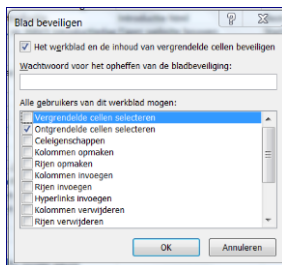 Blad beveiligen
Het werkblad en de inhoud van vergrendelde cellen beveiligen
Wachtwoord voor het opheffen van de bladbeveiliging:
Alle gebruikers van dit werkblad mogen:
Vergrendelde cellen selecteren
Ontgrendelde cellen selecteren
Celeigenschappen
Kolommen opmaken
Rijen opmaken
Kolommen invoegen
Rijen invoegen
Hyperlinks invoegen
Kolommen verwijderen
Rijen verwijderen
OK
Annuleren